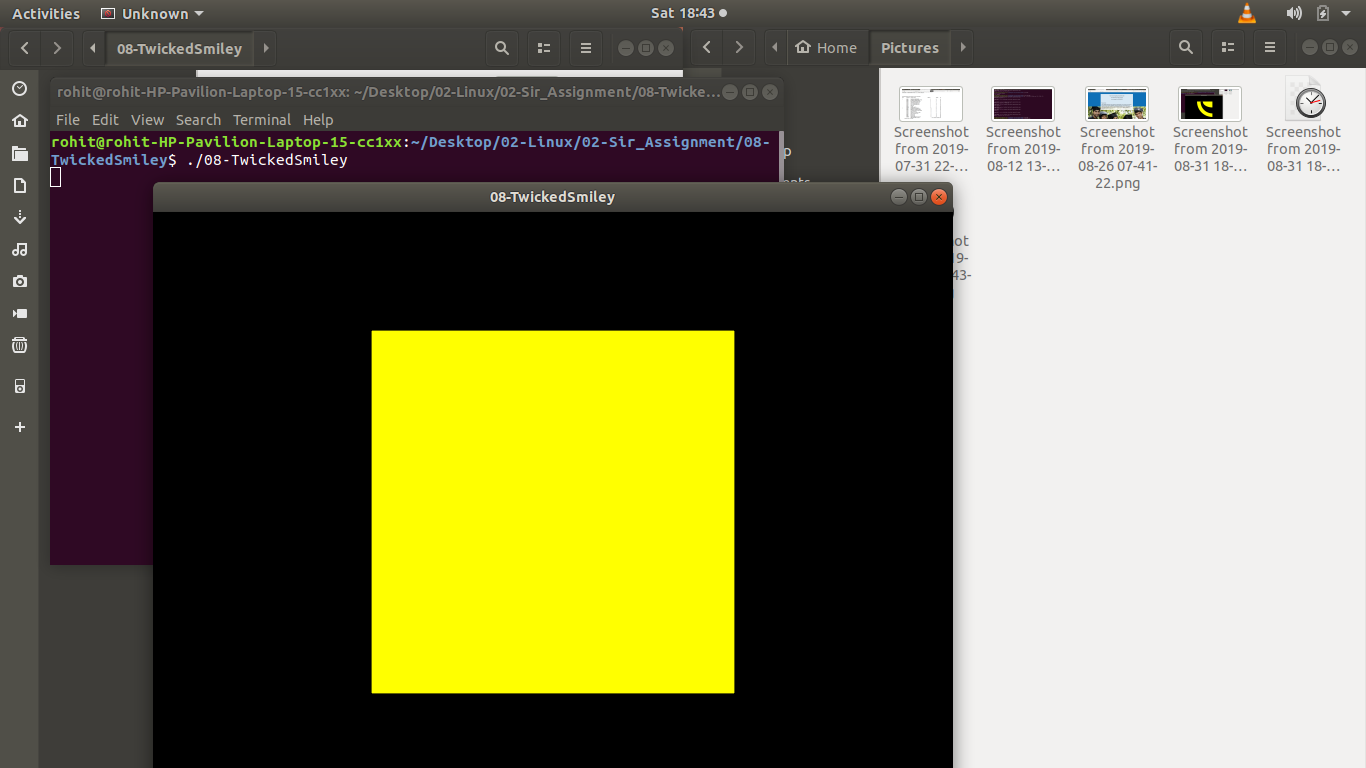 Activities Unknown Sat 18:43
08-TwickedSmiley
Home Pictures
rohit@rohit-HP-Pavilion-Laptop-15-cc1xx: ~/Desktop/02-Linux/02-Sir_Assignment/08-Twicke...
File Edit View Search Terminal Help
rohit@rohit-HP-Pavilion-Laptop-15-cc1xx:~/Desktop/02-Linux/02-Sir_Assignment/08-
TwickedSmiley$ ./08-TwickedSmiley
08-TwickedSmiley
Screenshot
from 2019-
07-31 22-...
Screenshot
from 2019-
08-12 13-...
Screenshot
from 2019-
08-26 07-41-
22.png
Screenshot
from 2019-
08-31 18-...
Screenshot
from 2019-
08-31 18-...
ot
9-
43-